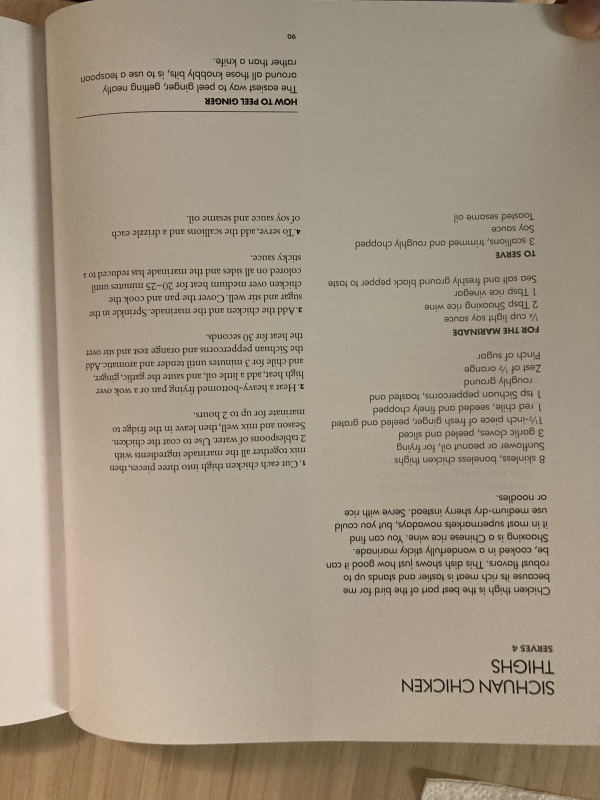 SICHUAN CHICKEN
THIGHS
SERVES 4
Chicken thigh is the best part of the bird for me
because its rich meat is tastier and stands up to
robust flavors. This dish shows just how good it can
be, cooked in a wonderfully sticky marinade.
Shaoxing is a Chinese rice wine. You can find
it in most supermarkets nowadays, but you could
use medium-dry sherry instead. Serve with rice
or noodles.
8 skinless, boneless chicken thighs
Sunflower or peanut oil, for frying
3 garlic cloves, peeled and sliced
1½-inch piece of fresh ginger, peeled and grated
1 red chile, seeded and finely chopped
1 tsp Sichuan peppercorns, toasted and
roughly ground
Zest of ½ orange
Pinch of sugar
FOR THE MARINADE
¼ cup light soy sauce
2 Tbsp Shaoxing rice wine
1 Tbsp rice vinegar
Sea salt and freshly ground black pepper to taste
TO SERVE
3 scallions, trimmed and roughly chopped
Soy sauce
Toasted sesame oil
1. Cut each chicken thigh into three pieces, then
mix together all the marinade ingredients with
2 tablespoons of water. Use to coat the chicken.
Season and mix well, then leave in the fridge to
marinate for up to 2 hours.
2. Heat a heavy-bottomed frying pan or a wok over
high heat, add a little oil, and saute the garlic, ginger,
and chile for 3 minutes until tender and aromatic. Add
the Sichuan peppercorns and orange zest and stir over
the heat for 30 seconds.
3. Add the chicken and the marinade. Sprinkle in the
sugar and stir well. Cover the pan and cook the
chicken over medium heat for 20–25 minutes until
colored on all sides and the marinade has reduced to a
sticky sauce.
4. To serve, add the scallions and a drizzle each
of soy sauce and sesame oil.
HOW TO PEEL GINGER
The easiest way to peel ginger, getting neatly
around all those knobbly bits, is to use a teaspoon
rather than a knife.
90